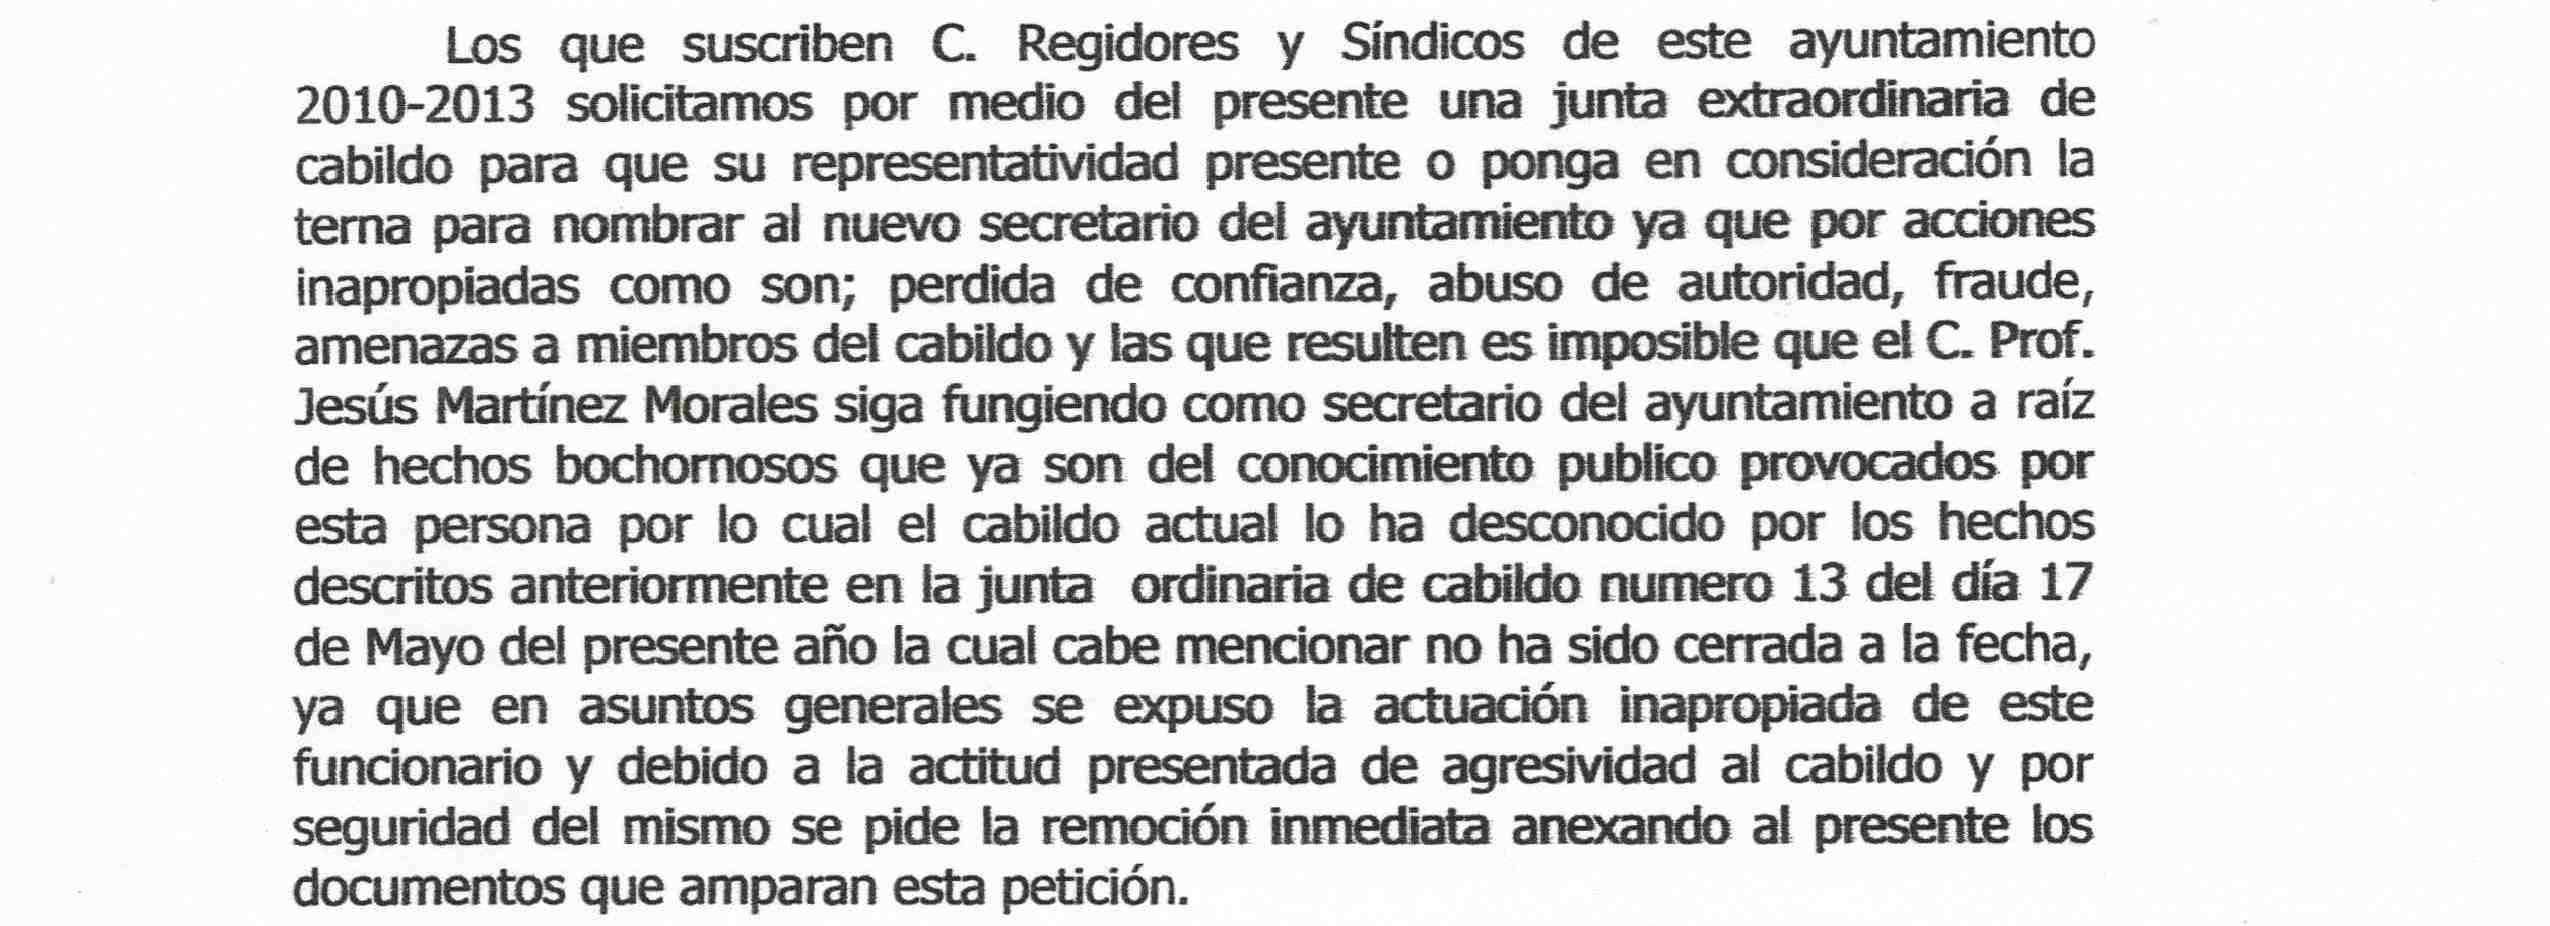 Los que suscriben C. Regidores y Síndicos de este ayuntamiento
2010-2013 solicitamos por medio del presente una junta extraordinaria de
cabildo para que su representatividad presente o ponga en consideración la
terna para nombrar al nuevo secretario del ayuntamiento ya que por acciones
inapropiadas como son; perdida de confianza, abuso de autoridad, fraude,
amenazas a miembros del cabildo y las que resulten es imposible que el C. Prof.
Jesús Martínez Morales siga fungiendo como secretario del ayuntamiento a raíz
de hechos bochornosos que ya son del conocimiento publico provocados por
esta persona por lo cual el cabildo actual lo ha desconocido por los hechos
descritos anteriormente en la junta ordinaria de cabildo numero 13 del día 17
de Mayo del presente año la cual cabe mencionar no ha sido cerrada a la fecha,
ya que en asuntos generales se expuso la actuación inapropiada de este
funcionario y debido a la actitud presentada de agresividad al cabildo y por
seguridad del mismo se pide la remoción inmediata anexando al presente los
documentos que amparan esta petición.